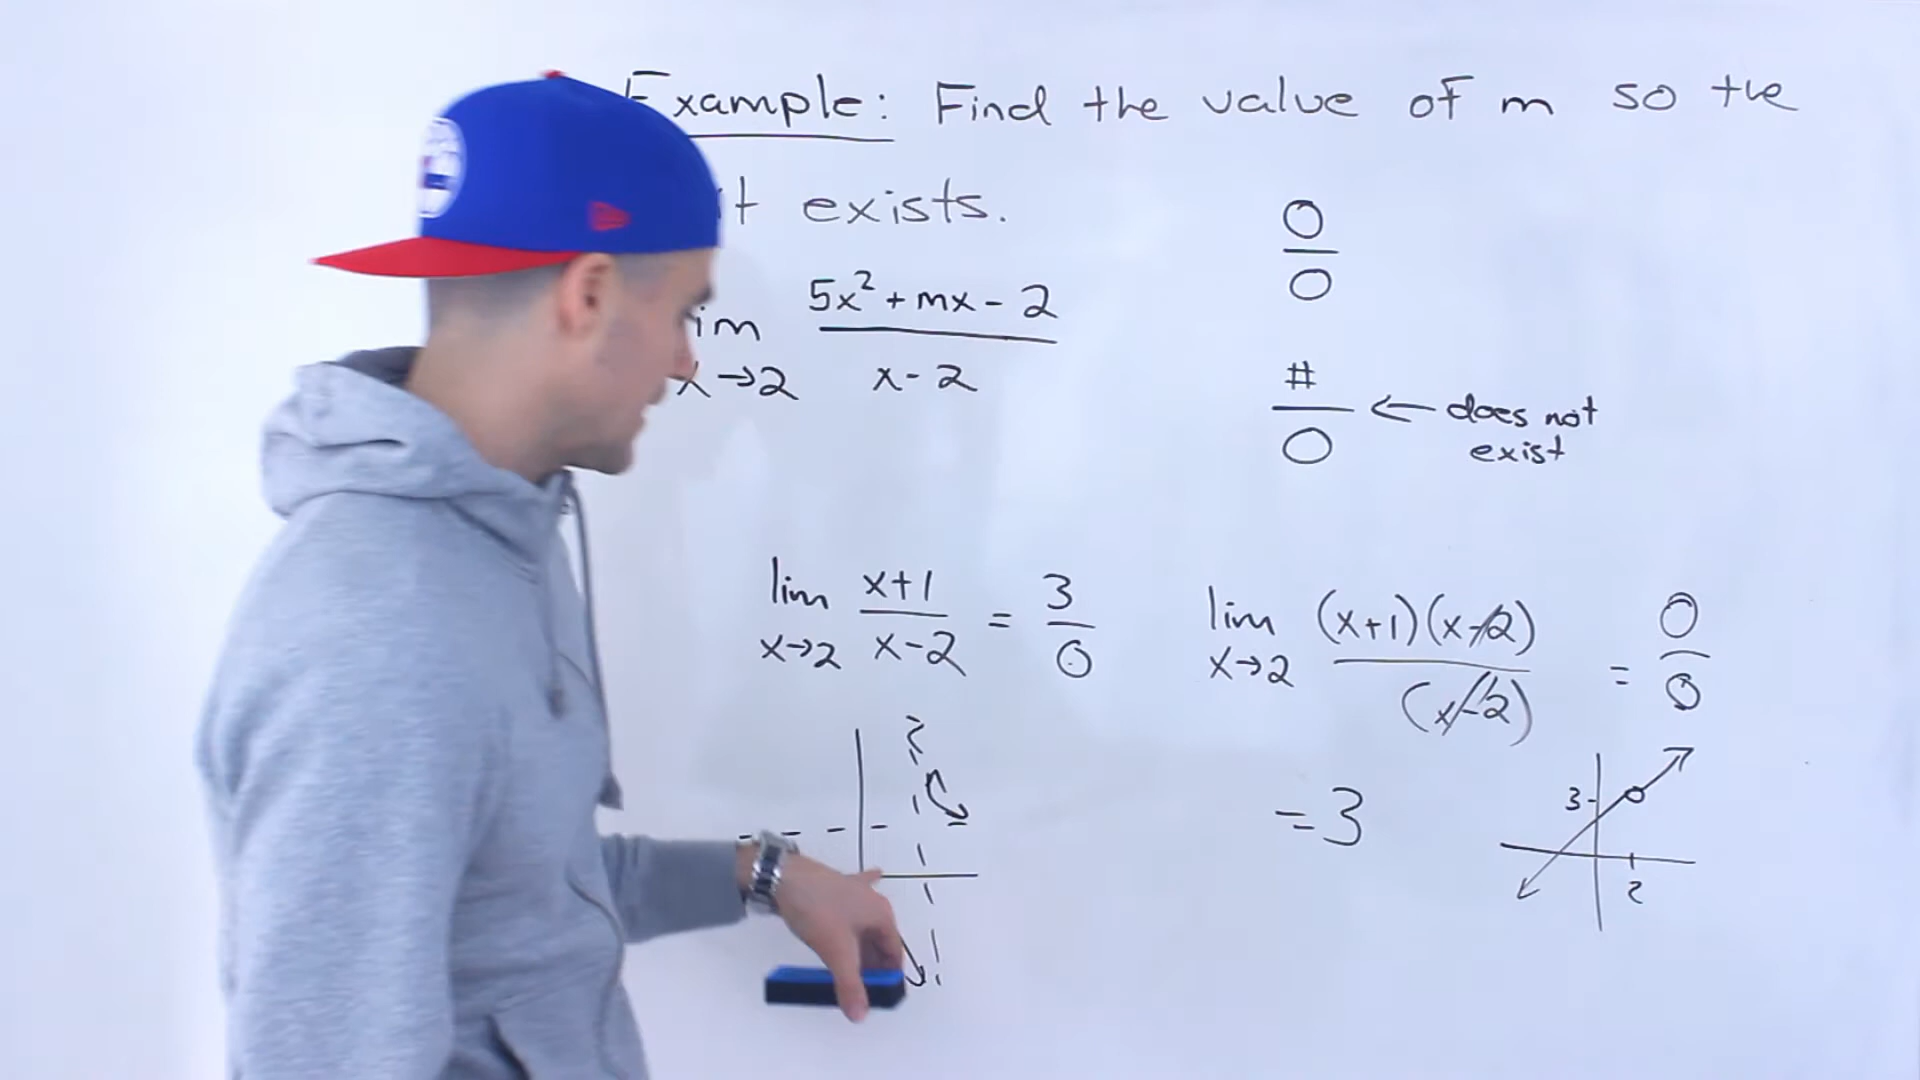 Example: Find the value of m so the
exists.
5x² + mx - 2
x→2 x - 2
0
0
#
0 ← does not
exist
lim x+1 = 3
x→2 x-2 0
lim (x+1)(x-2) = 0
x→2 (x-2) 0
= 3
3
2